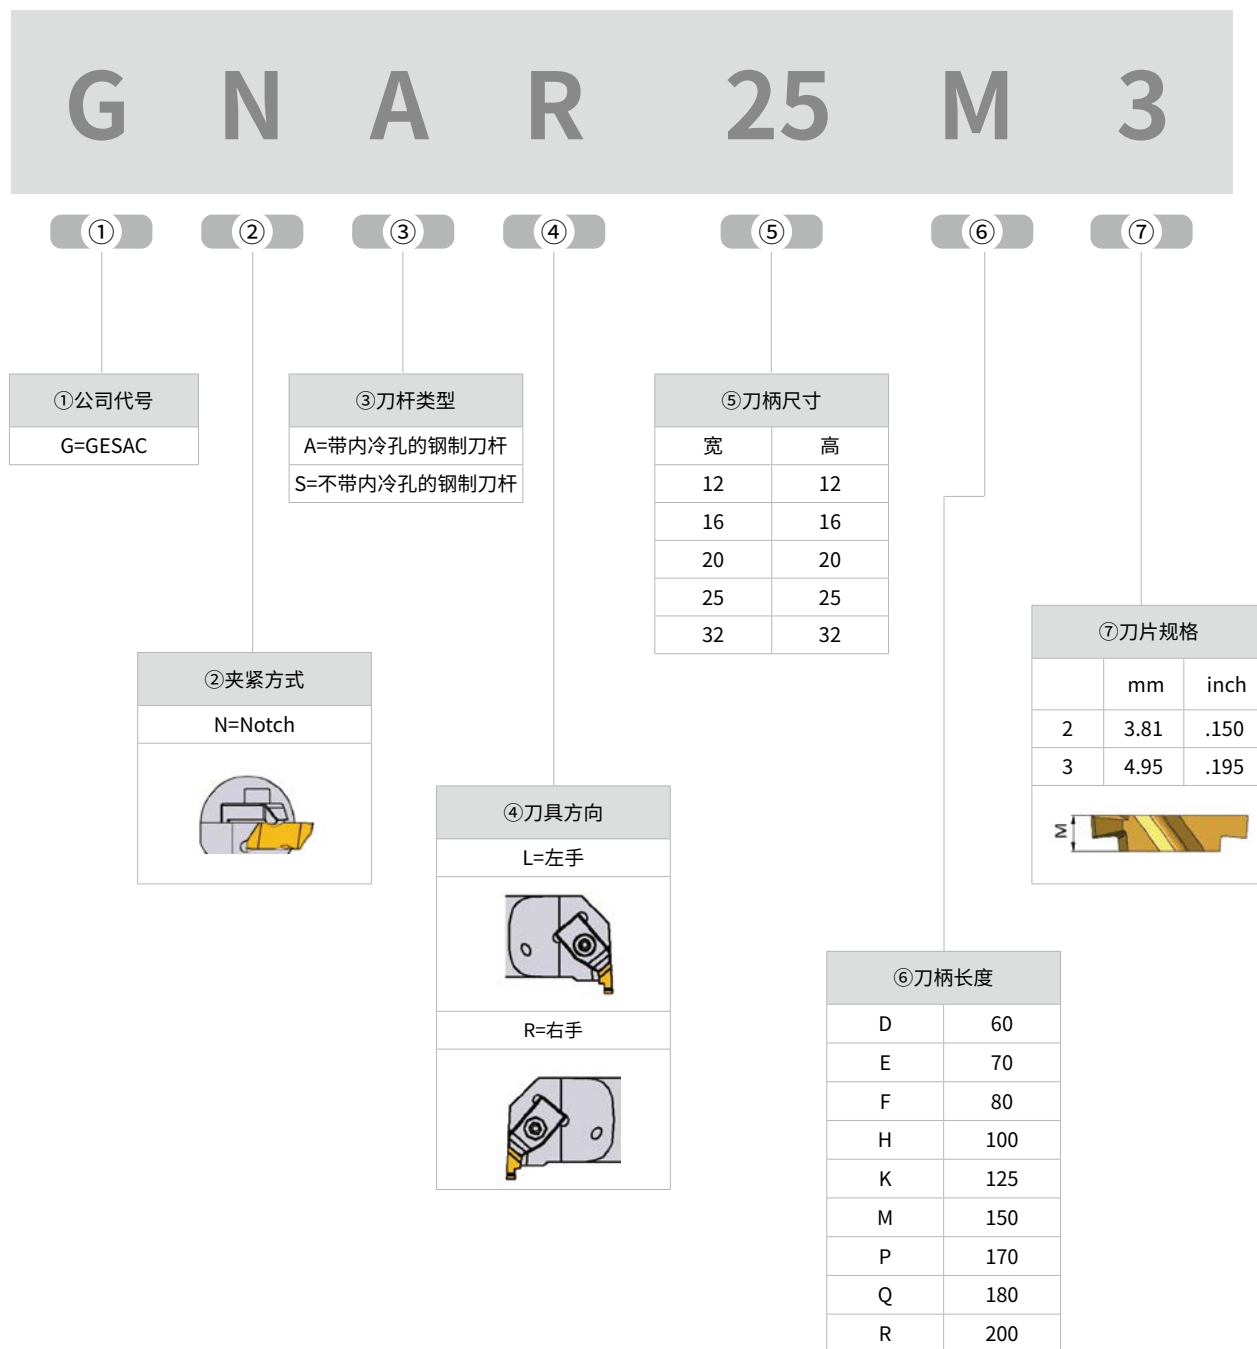 G N A R 25 M 3
① ② ③ ④ ⑤ ⑥ ⑦
①公司代号
G=GESAC
②夹紧方式
N=Notch
③刀杆类型
A=带内冷孔的钢制刀杆
S=不带内冷孔的钢制刀杆
④刀具方向
L=左手
R=右手
⑤刀柄尺寸
宽 高
12 12
16 16
20 20
25 25
32 32
⑥刀柄长度
D 60
E 70
F 80
H 100
K 125
M 150
P 170
Q 180
R 200
⑦刀片规格
mm inch
2 3.81 .150
3 4.95 .195
M